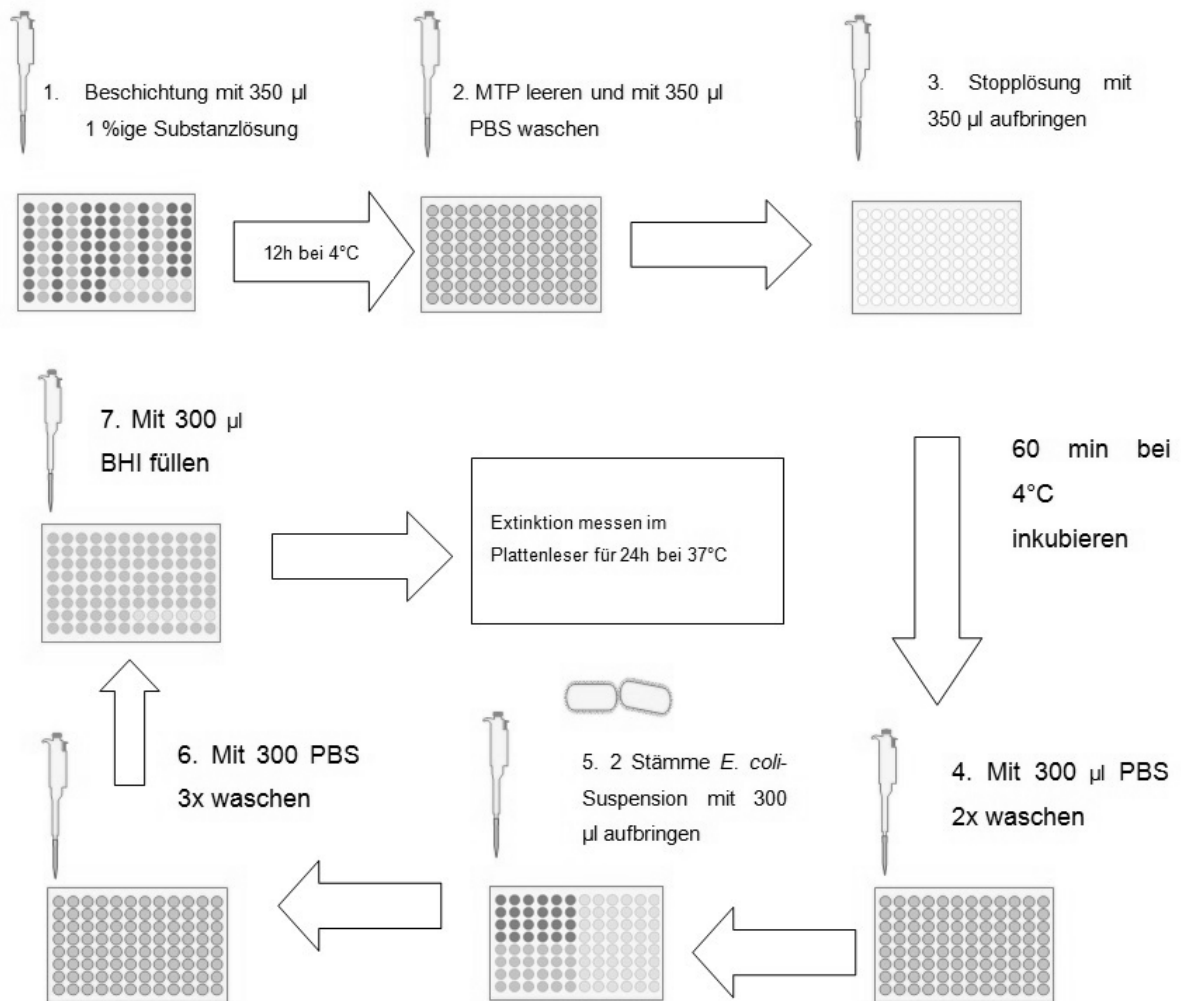 1. Beschichtung mit 350 µl
1 %ige Substanzlösung
2. MTP leeren und mit 350 µl
PBS waschen
3. Stopplösung mit
350 µl aufbringen
12h bei 4°C
60 min bei
4°C
inkubieren
4. Mit 300 µl PBS
2x waschen
5. 2 Stämme E. coli-
Suspension mit 300
µl aufbringen
6. Mit 300 PBS
3x waschen
7. Mit 300 µl
BHI füllen
Extinktion messen im
Plattenleser für 24h bei 37°C